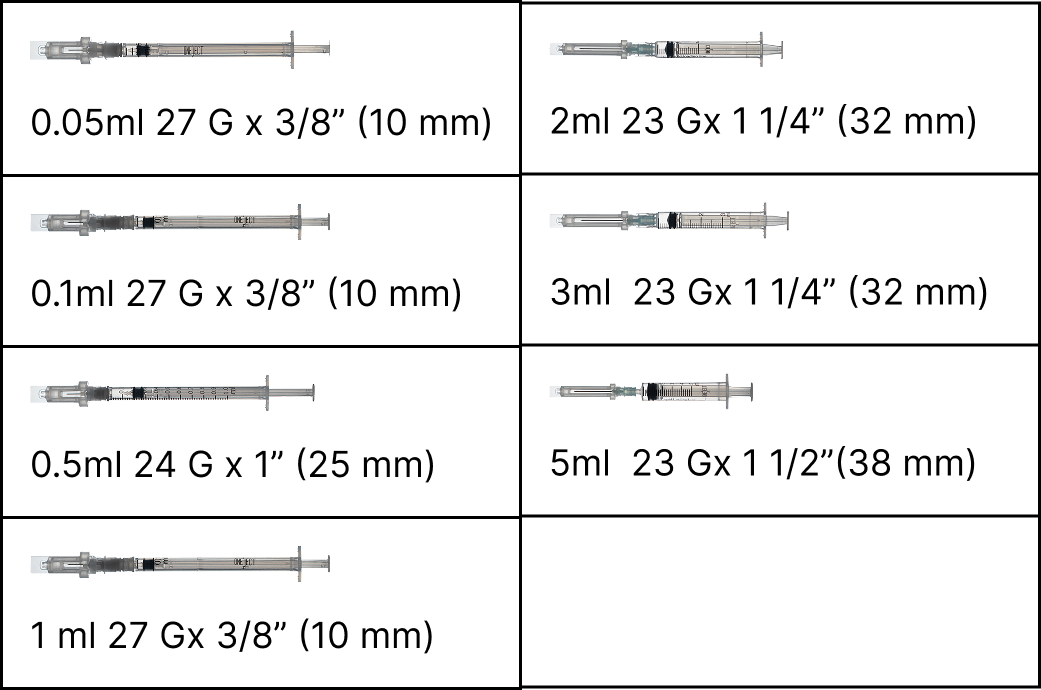 0.05ml 27 G x 3/8” (10 mm)
2ml 23 Gx 1 1/4” (32 mm)
0.1ml 27 G x 3/8” (10 mm)
3ml  23 Gx 1 1/4” (32 mm)
0.5ml 24 G x 1” (25 mm)
5ml  23 Gx 1 1/2”(38 mm)
1 ml 27 Gx 3/8” (10 mm)